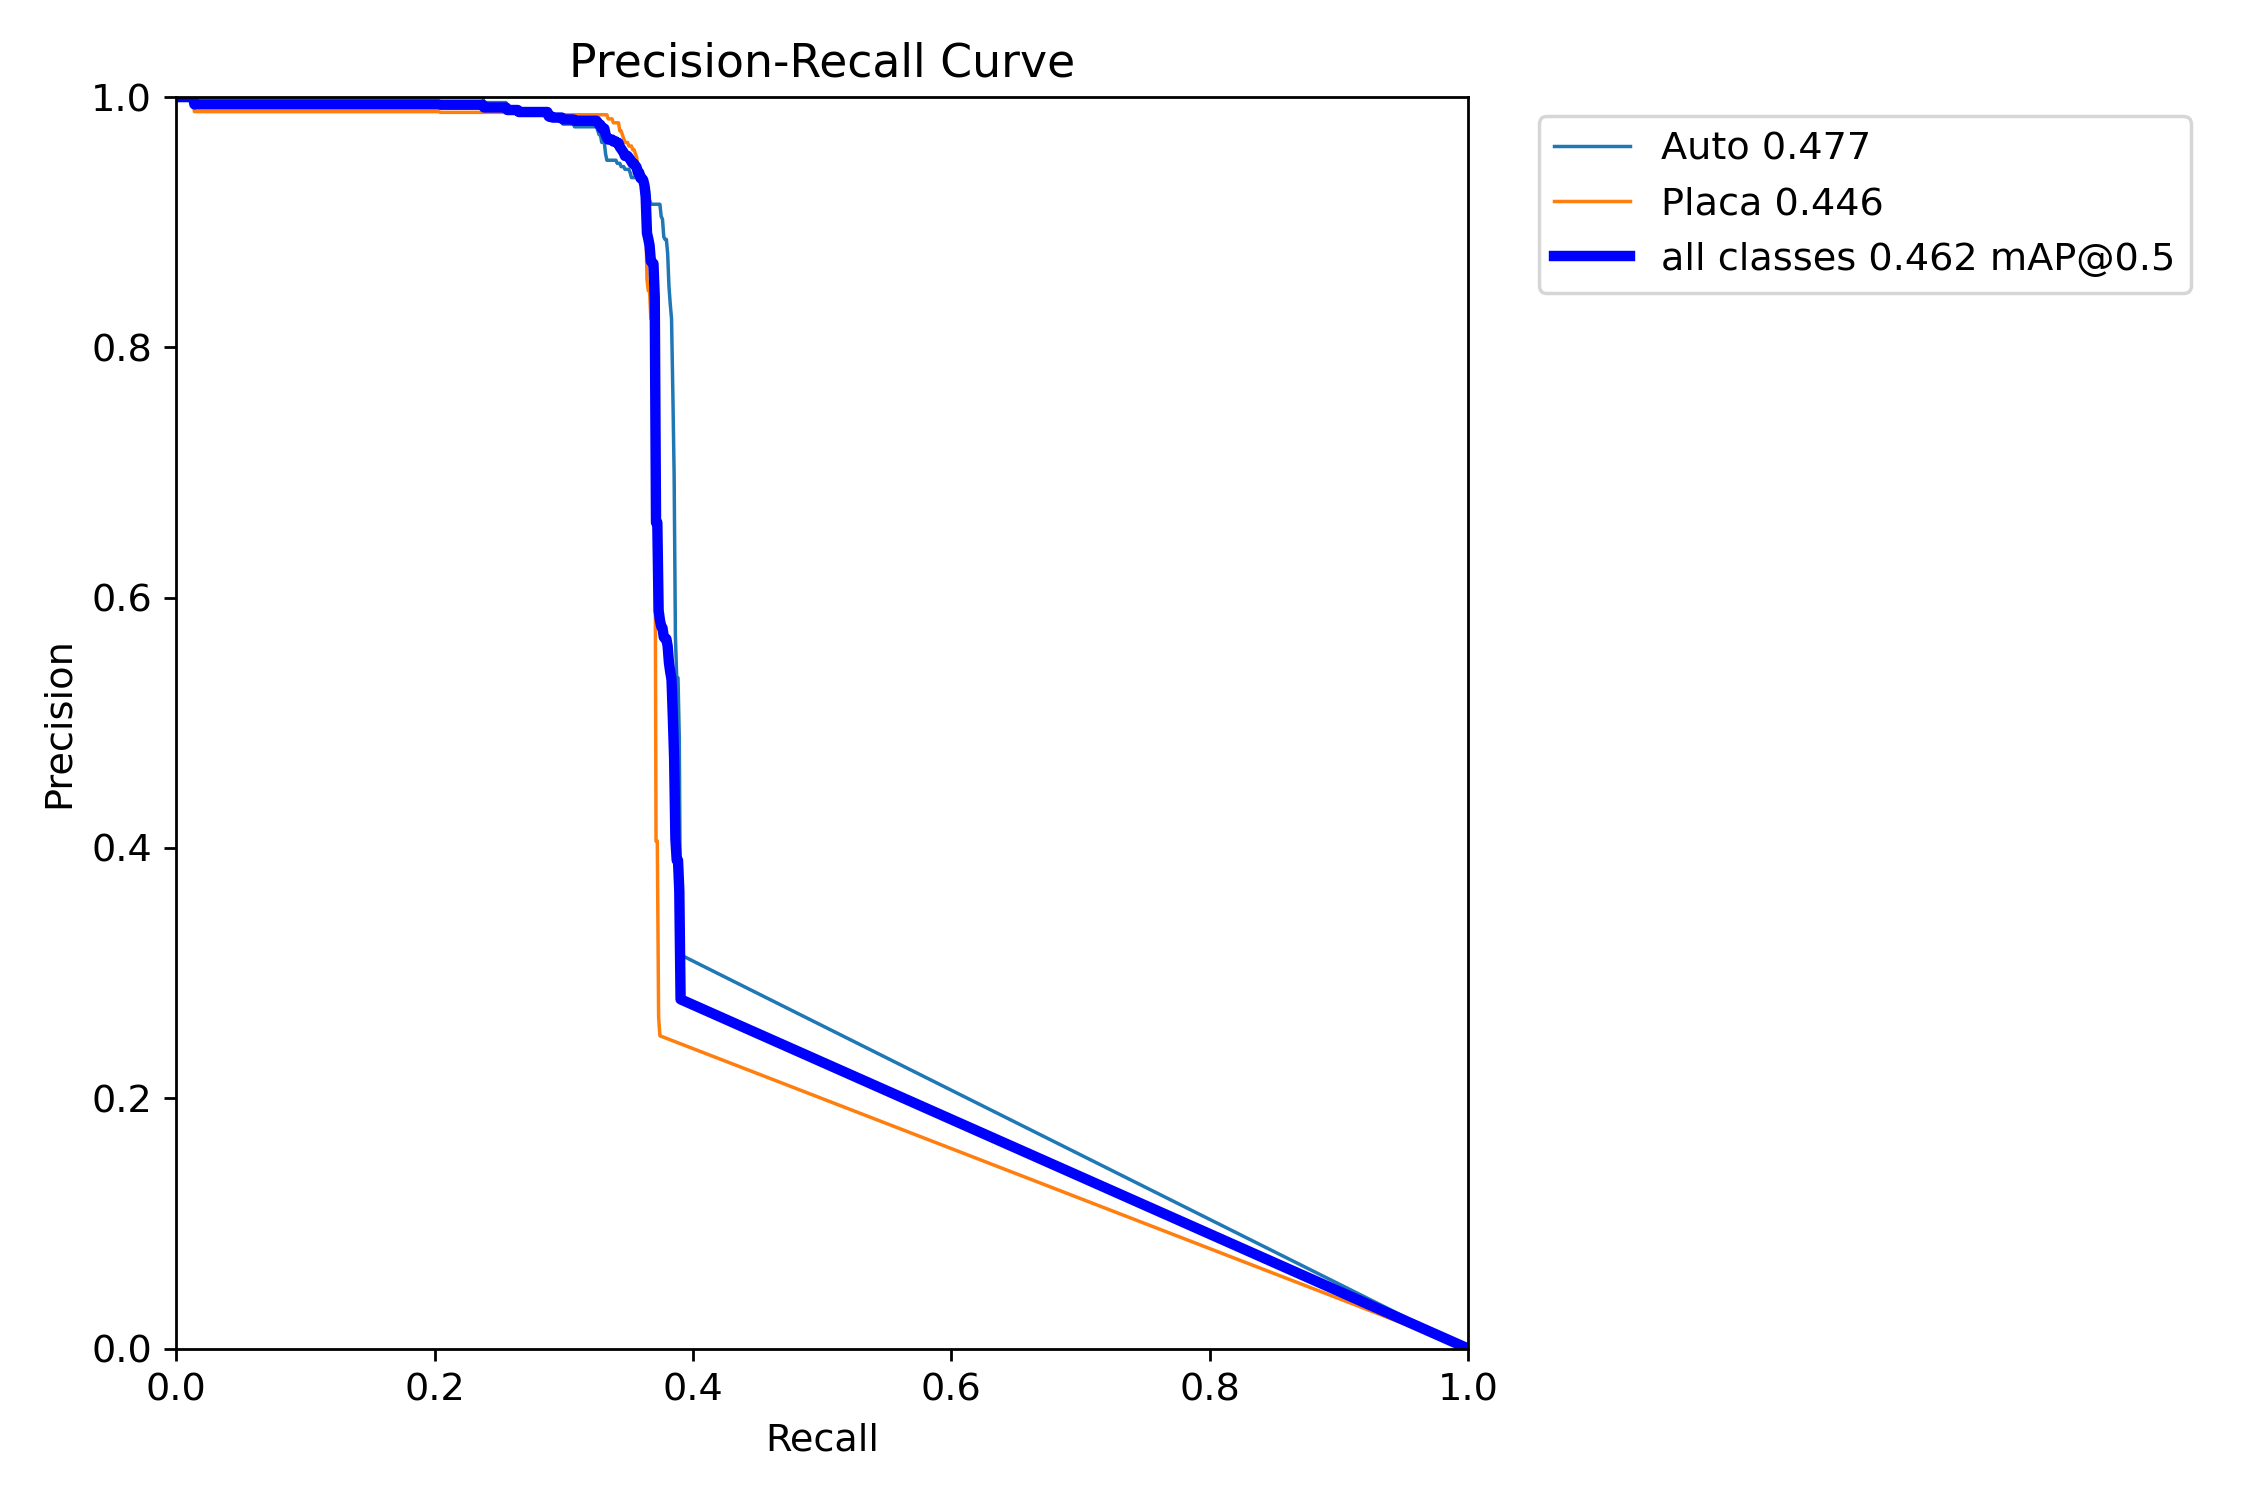 Precision-Recall Curve
1.0
0.8
0.6
0.4
0.2
0.0
Precision
0.0 0.2 0.4 0.6 0.8 1.0
Recall
Auto 0.477
Placa 0.446
all classes 0.462 mAP@0.5